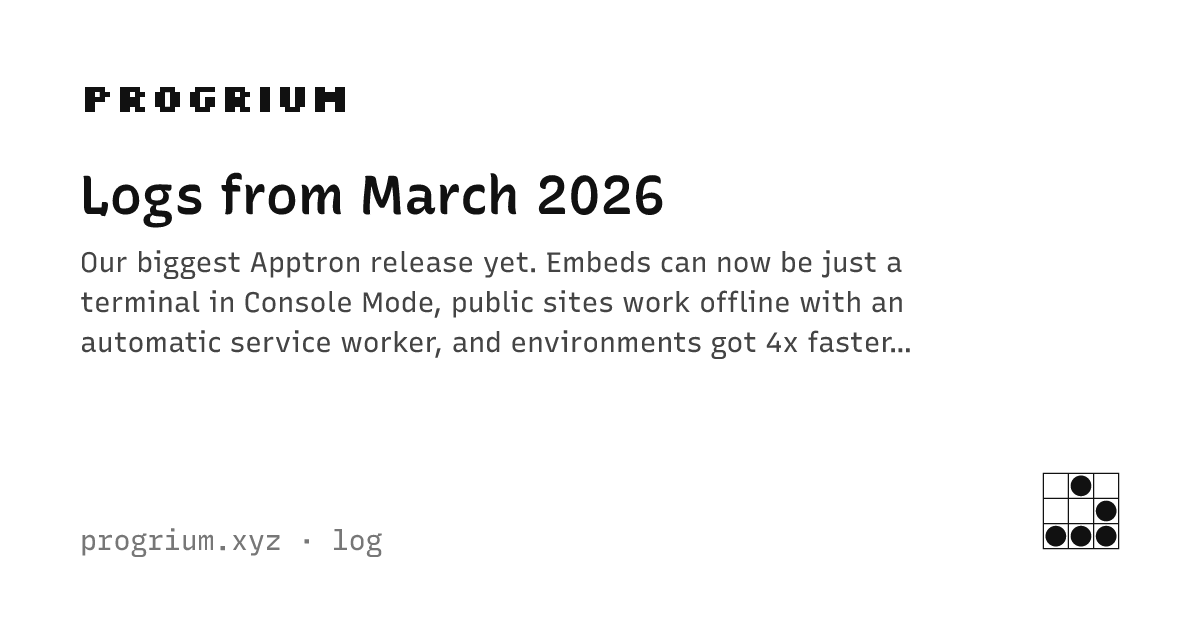 PROGRIUM
Logs from March 2026
Our biggest Apptron release yet. Embeds can now be just a
terminal in Console Mode, public sites work offline with an
automatic service worker, and environments got 4x faster...
progrium.xyz · log